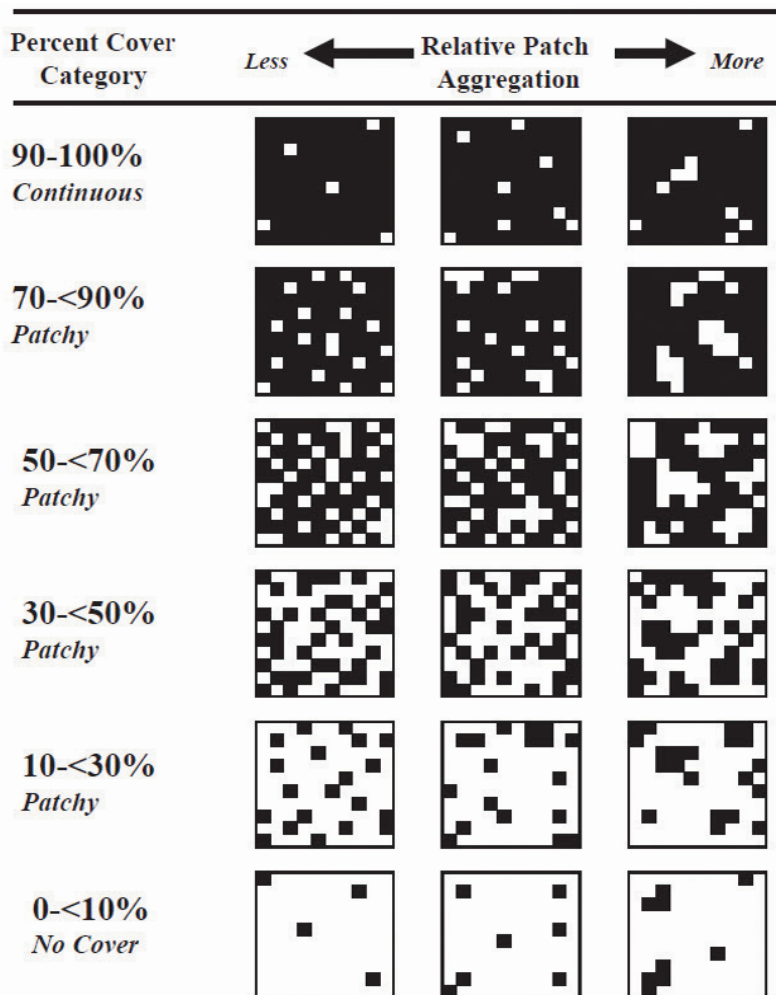 Percent Cover
Category
Less
Relative Patch
Aggregation
More
90-100%
Continuous
70-<90%
Patchy
50-<70%
Patchy
30-<50%
Patchy
10-<30%
Patchy
0-<10%
No Cover